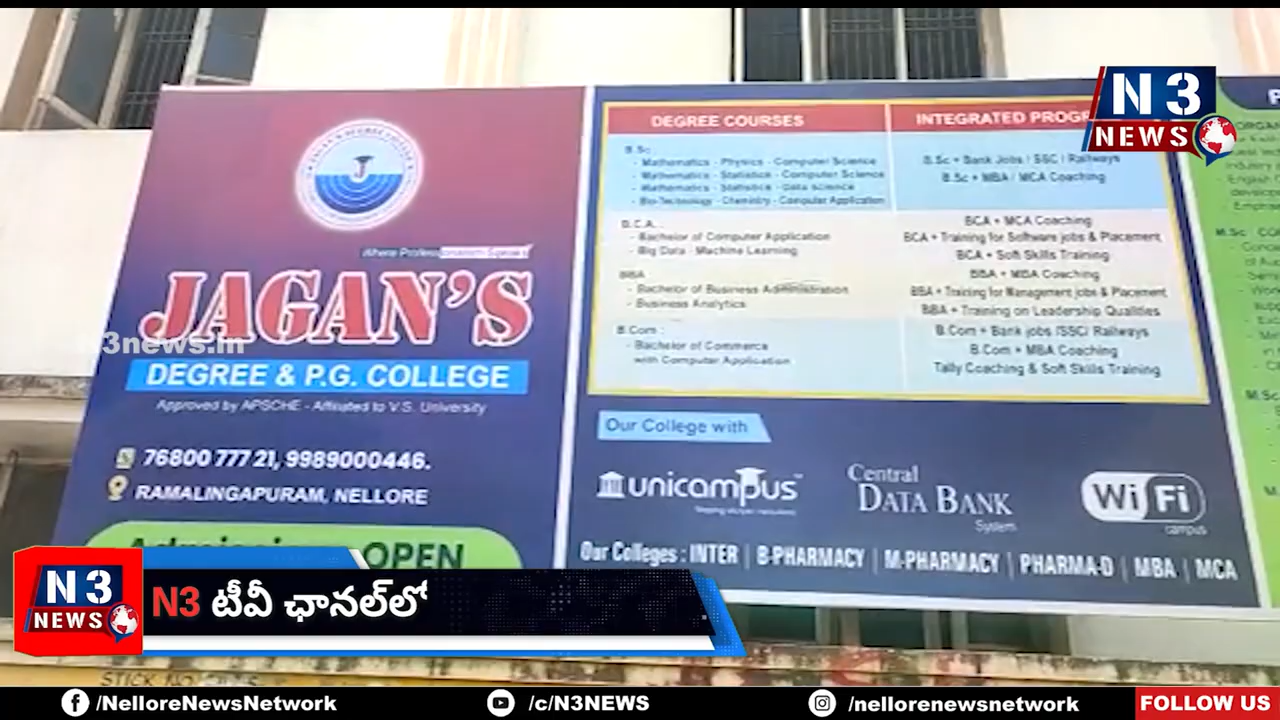 N3
NEWS
Where Professionalism Speaks
JAGAN'S
N3news.in
DEGREE & P.G. COLLEGE
Approved by APSCHE - Affiliated to V.S. University
76800 777 21, 9989000446.
RAMALINGAPURAM, NELLORE
OPEN
DEGREE COURSES
B.Sc :
- Mathematics - Physics - Computer Science
- Mathematics - Statistics - Computer Science
- Mathematics - Statistics - Data science
- Bio-Technology - Chemistry - Computer Application
B.C.A. :
- Bachelor of Computer Application
- Big Data - Machine Learning
BBA
- Bachelor of Business Administration
- Business Analytics
B.Com :
- Bachelor of Commerce
with Computer Application
INTEGRATED
B.Sc + Bank Jobs / SSC / Railways
B.Sc + MBA / MCA Coaching
BCA + MCA Coaching
BCA + Training for Software jobs & Placement
BCA + Soft Skills Training
BBA + MBA Coaching
BBA + Training for Management jobs & Placement
BBA + Training on Leadership Qualities
B.Com + Bank jobs /SSC/ Railways
B.Com + MBA Coaching
Tally Coaching & Soft Skills Training
Our College with
unicampus
Central
DATA BANK
System
WiFi
campus
Our Colleges : INTER | B-PHARMACY | M-PHARMACY | PHARMA-D | MBA | MCA
M.Sc :
N3
NEWS
N3 టీవీ ఛానల్‌లో
STICK NO
/NelloreNewsNetwork
/c/N3NEWS
/nellorenewsnetwork
FOLLOW US